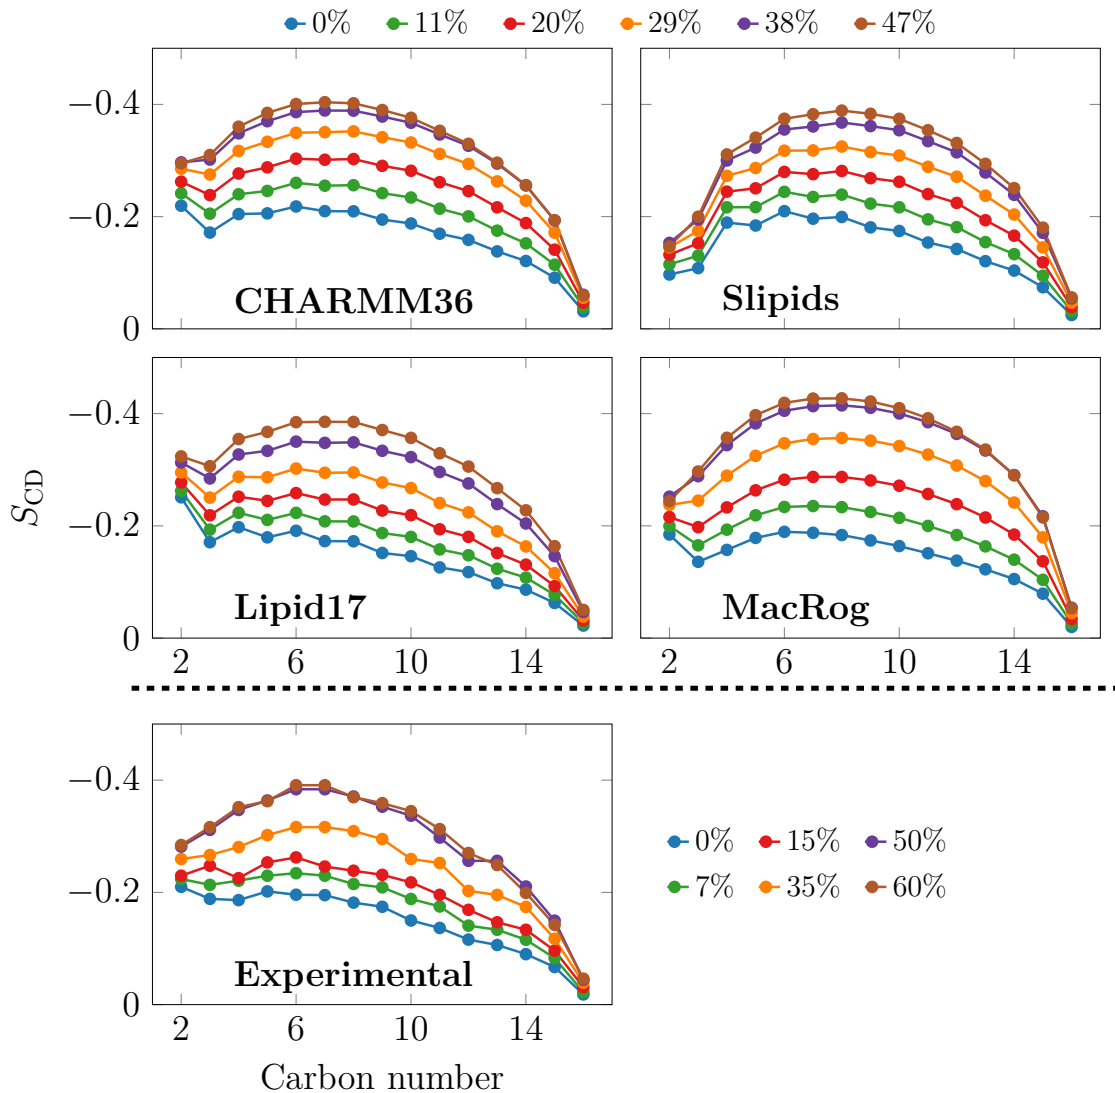 0% 11% 20% 29% 38% 47%
−0.4
−0.2
0
CHARMM36
Slipids
−0.4
−0.2
0
Lipid17
MacRog
2 6 10 14
2 6 10 14
S_CD
−0.4
−0.2
0
Experimental
2 6 10 14
Carbon number
0% 15% 50%
7% 35% 60%